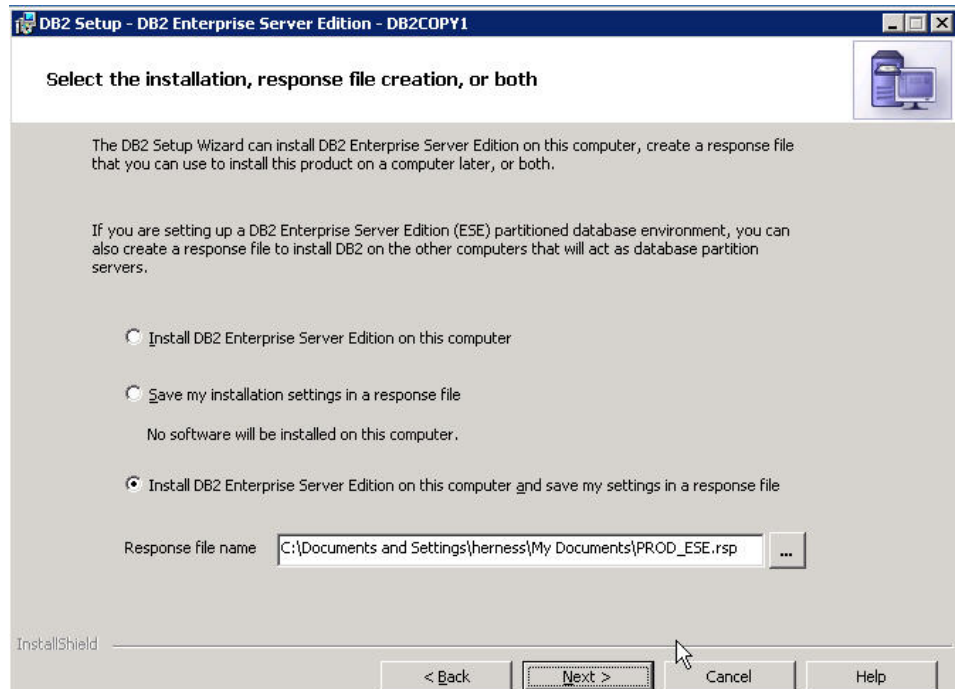 DB2 Setup - DB2 Enterprise Server Edition - DB2COPY1
Select the installation, response file creation, or both
The DB2 Setup Wizard can install DB2 Enterprise Server Edition on this computer, create a response file
that you can use to install this product on a computer later, or both.
If you are setting up a DB2 Enterprise Server Edition (ESE) partitioned database environment, you can
also create a response file to install DB2 on the other computers that will act as database partition
servers.
Install DB2 Enterprise Server Edition on this computer
Save my installation settings in a response file
No software will be installed on this computer.
Install DB2 Enterprise Server Edition on this computer and save my settings in a response file
Response file name C:\Documents and Settings\herness\My Documents\PROD_ESE.rsp ...
InstallShield
< Back Next > Cancel Help